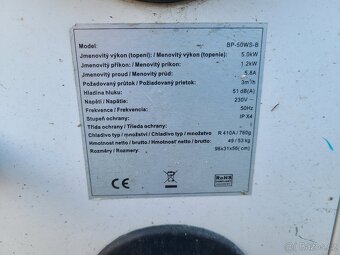 Model: BP-50WS-B
Jmenovitý výkon (topení) / Menovitý výkon (topenie): 5.0kW
Jmenovitý příkon: / Menovitý príkon: 1.2kW
Jmenovitý proud / Menovitý prúd: 5.8A
Požadovaný průtok / Požadovaný prietok: 3m³/h
Hladina hluku: 51 dB(A)
Napětí / Napätie: 230V ~
Frekvence / Frekvencia: 50Hz
Stupeň ochrany: IP X4
Třída ochrany / Trieda ochrany: I
Chladivo typ / množství / Chladivo typ / množstvo R 410A / 760g
Hmotnost netto / brutto / Hmotnosť netto / brutto: 49 / 53 kg
Rozměry / Rozmery: 96x31x56 (cm)
CE
RoHS